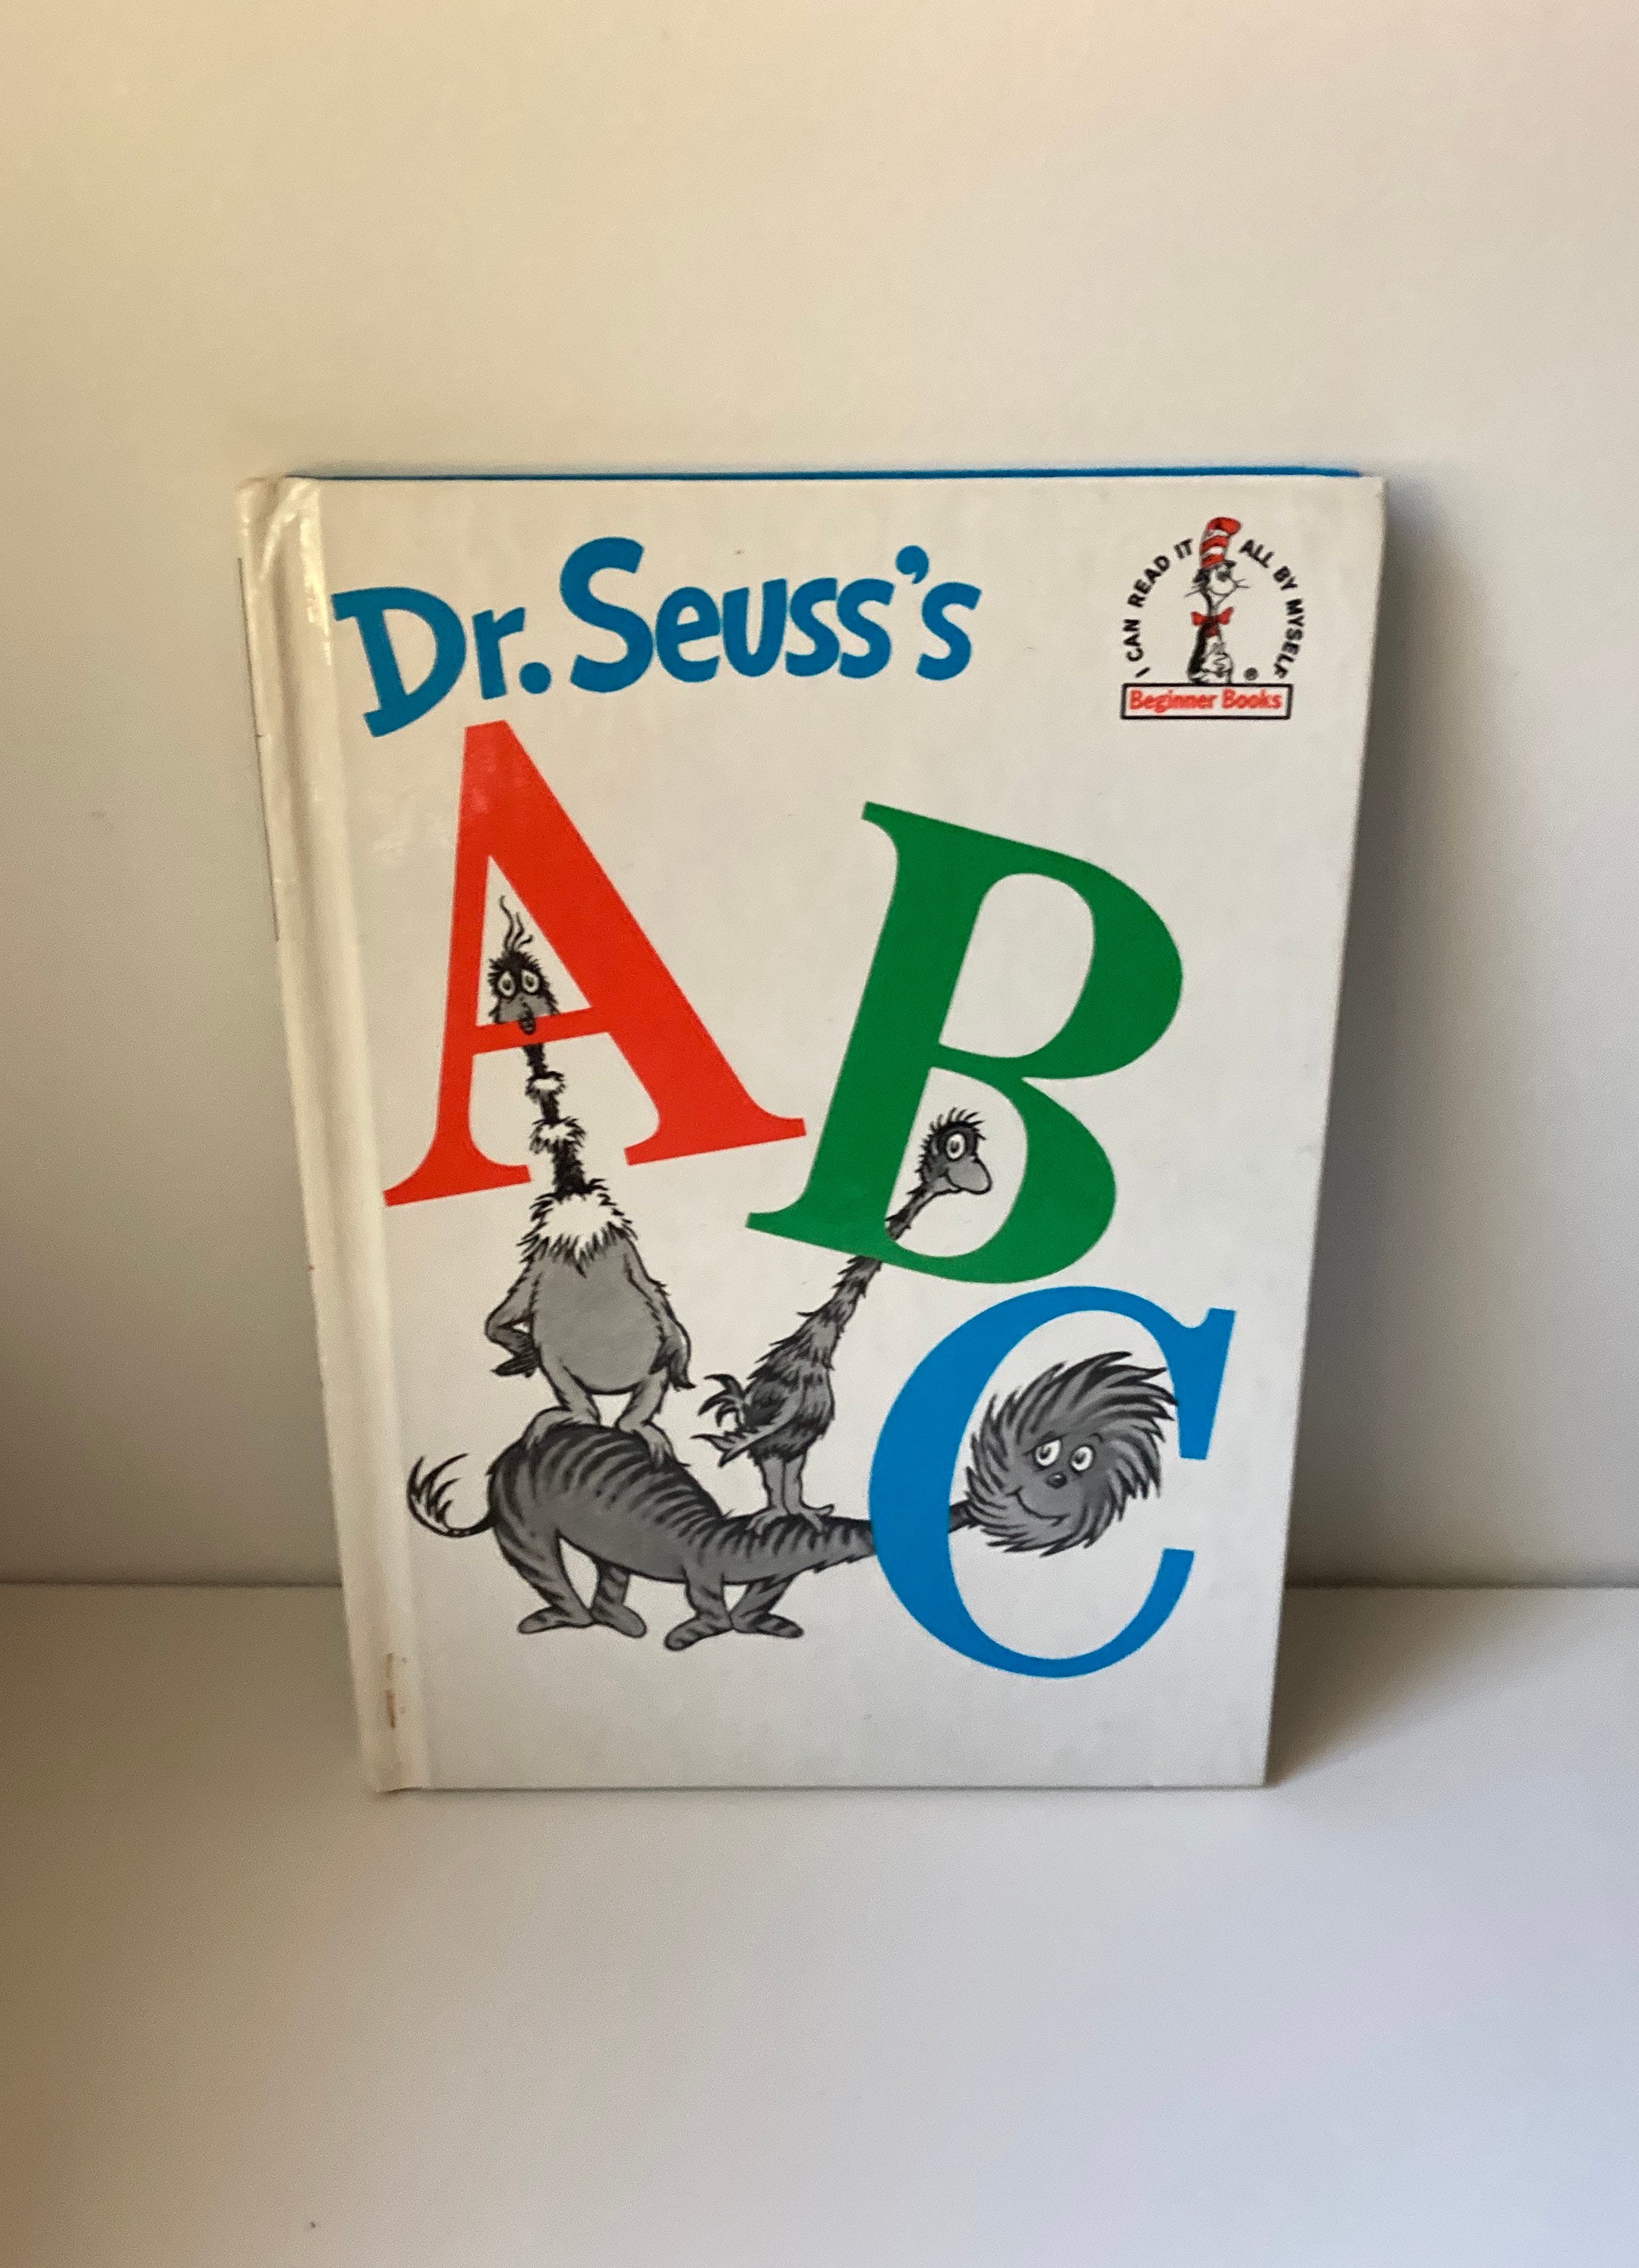 Dr. Seuss's
I CAN READ IT ALL BY MYSELF
®
Beginner Books
A
B
C